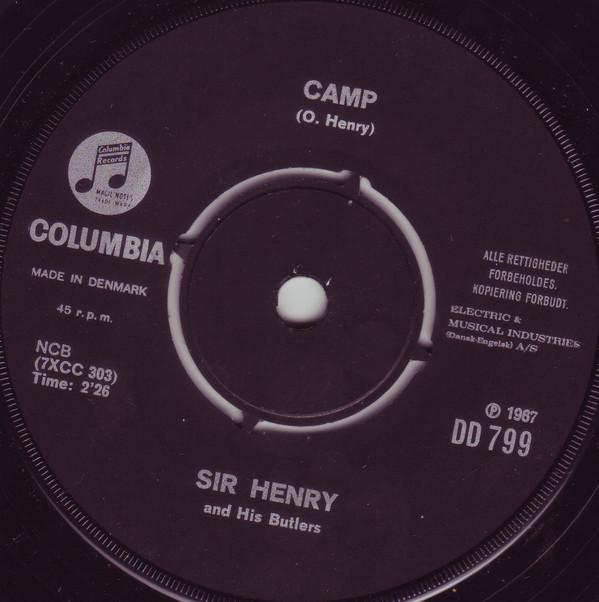 CAMP
(O. Henry)
Columbia
Records
MAGIC NOTES
TRADE MARK
COLUMBIA
MADE IN DENMARK
45 r.p.m.
NCB
(7XCC 303)
Time: 2'26
ALLE RETTIGHEDER
FORBEHOLDES.
KOPIERING FORBUDT.
ELECTRIC &
MUSICAL INDUSTRIES
(Dansk-Engelsk) A/S
℗ 1967
DD 799
SIR HENRY
and His Butlers